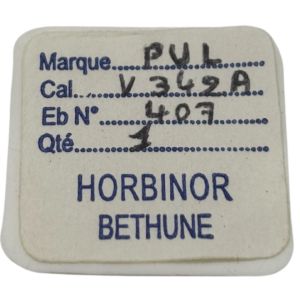 Marque PUL
Cal. V342A
Eb N° 407
Qté 1
HORBINOR
BETHUNE